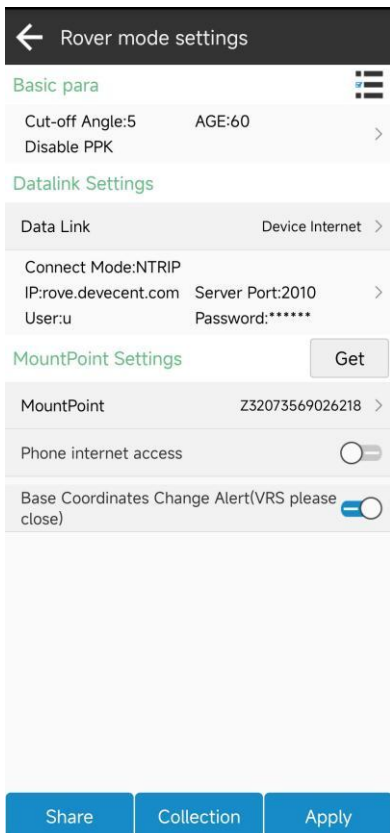 Rover mode settings
Basic para
Cut-off Angle:5 AGE:60
Disable PPK
Datalink Settings
Data Link Device Internet
Connect Mode:NTRIP
IP:rove.devecent.com Server Port:2010
User:u Password:******
MountPoint Settings Get
MountPoint Z32073569026218
Phone internet access
Base Coordinates Change Alert(VRS please
close)
Share Collection Apply